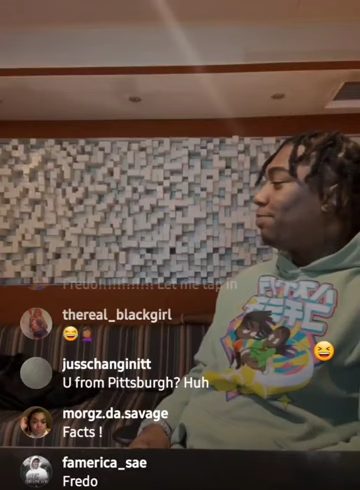 Fredo!!!!!!!! Let me tap in
thereal_blackgirl
😂🤦🏾‍♀️
jusschanginitt
U from Pittsburgh? Huh
morgz.da.savage
Facts !
famerica_sae
Fredo